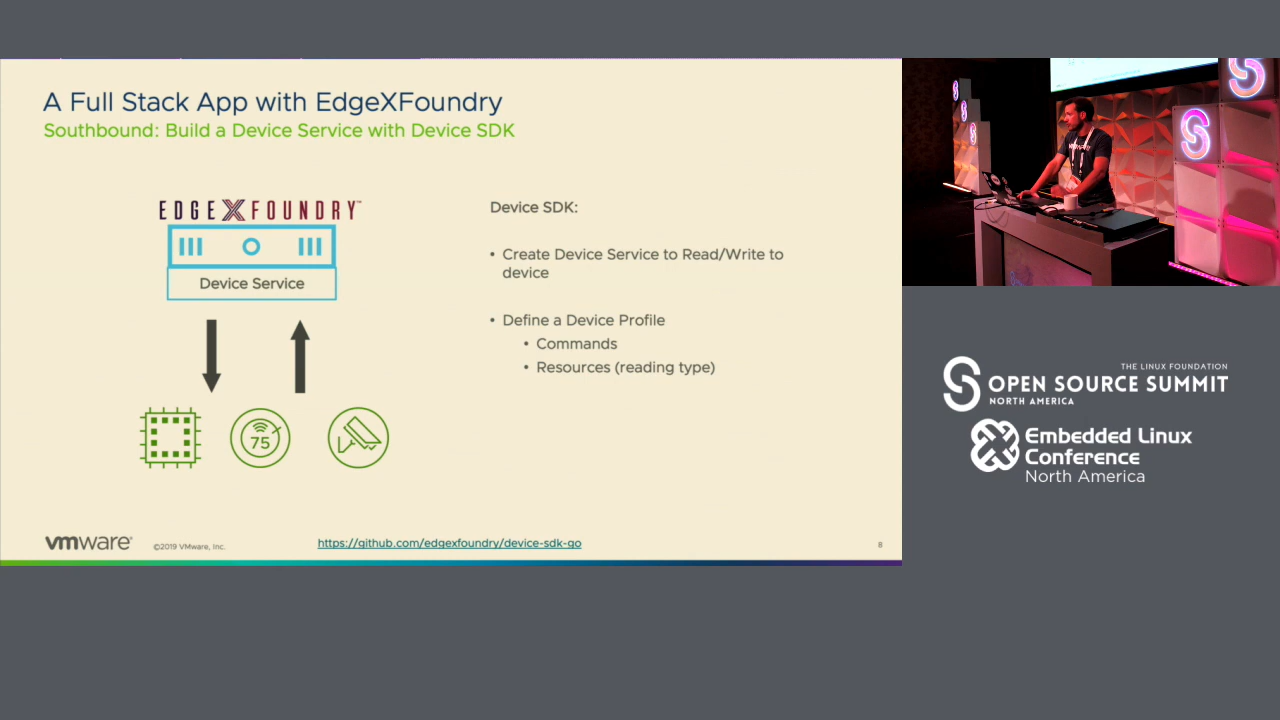 A Full Stack App with EdgeXFoundry
Southbound: Build a Device Service with Device SDK
EDGE X FOUNDRY™
Device Service
75
Device SDK:
• Create Device Service to Read/Write to
device
• Define a Device Profile
• Commands
• Resources (reading type)
vmware®
©2019 VMware, Inc.
https://github.com/edgexfoundry/device-sdk-go
8
THE LINUX FOUNDATION
OPEN SOURCE SUMMIT
NORTH AMERICA
Embedded Linux
Conference
North America